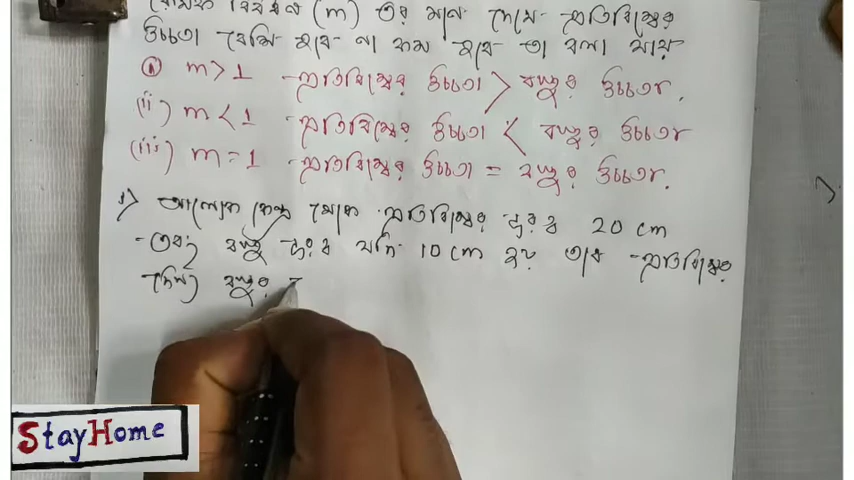 রৈখিক বিবর্ধন (m) এর মান দেখে প্রতিবিম্বের
উচ্চতা বেশি হবে না কম হবে তা বলা যায়
(i) m > 1 প্রতিবিম্বের উচ্চতা > বস্তুর উচ্চতা.
(ii) m < 1 প্রতিবিম্বের উচ্চতা < বস্তুর উচ্চতা
(iii) m = 1 প্রতিবিম্বের উচ্চতা = বস্তুর উচ্চতা.
1) আলোক কেন্দ্র থেকে প্রতিবিম্বের দূরত্ব 20 cm
এবং বস্তু দূরত্ব যদি 10 cm হয় তবে প্রতিবিম্বের
দৈর্ঘ্য বস্তুর
StayHome